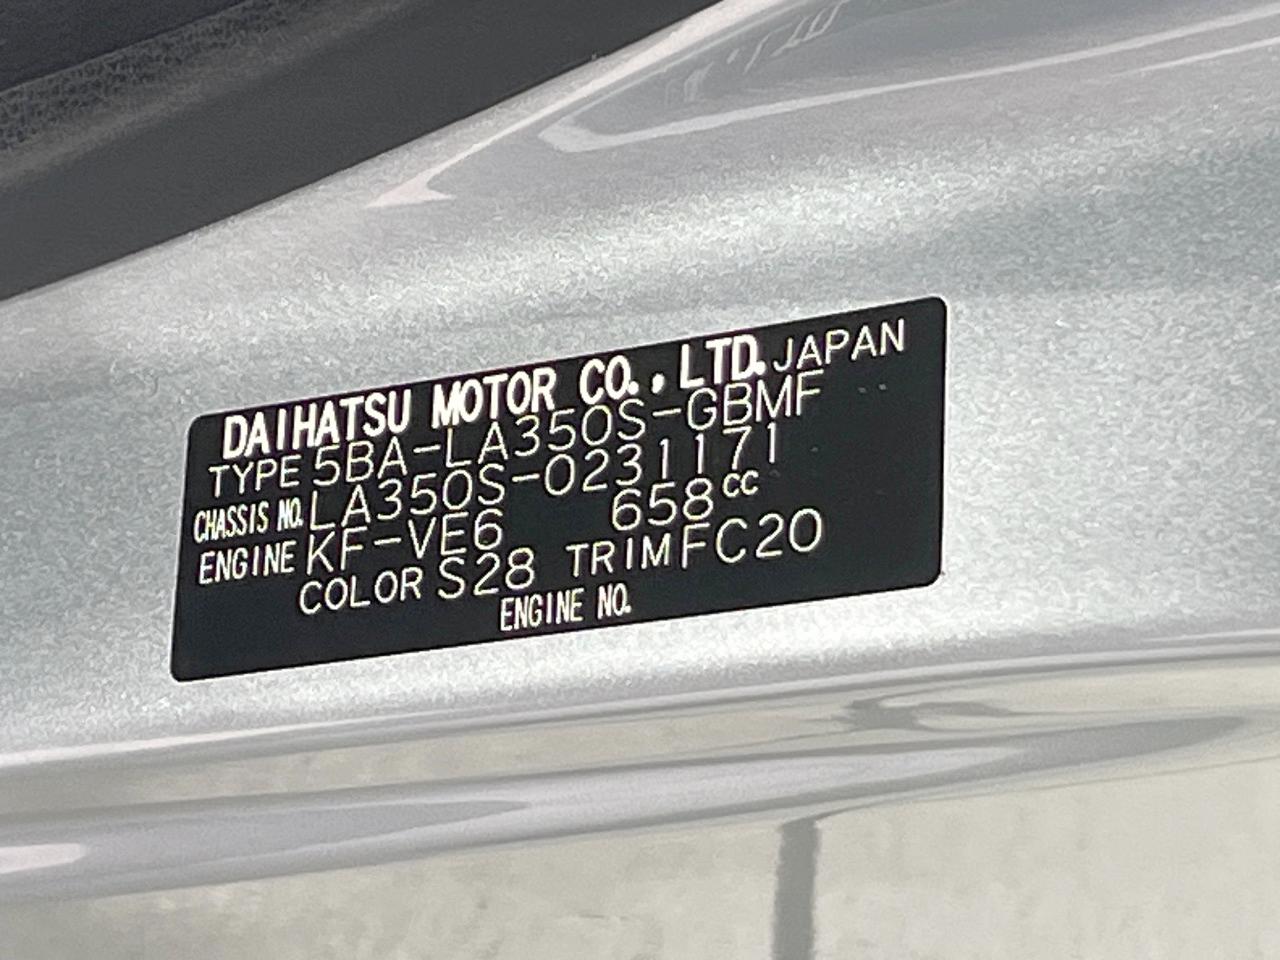 DAIHATSU MOTOR CO., LTD. JAPAN
TYPE 5BA-LA350S-GBMF
CHASSIS NO. LA350S-0231171
ENGINE KF-VE6 658cc
COLOR S28 TRIM FC20
ENGINE NO.